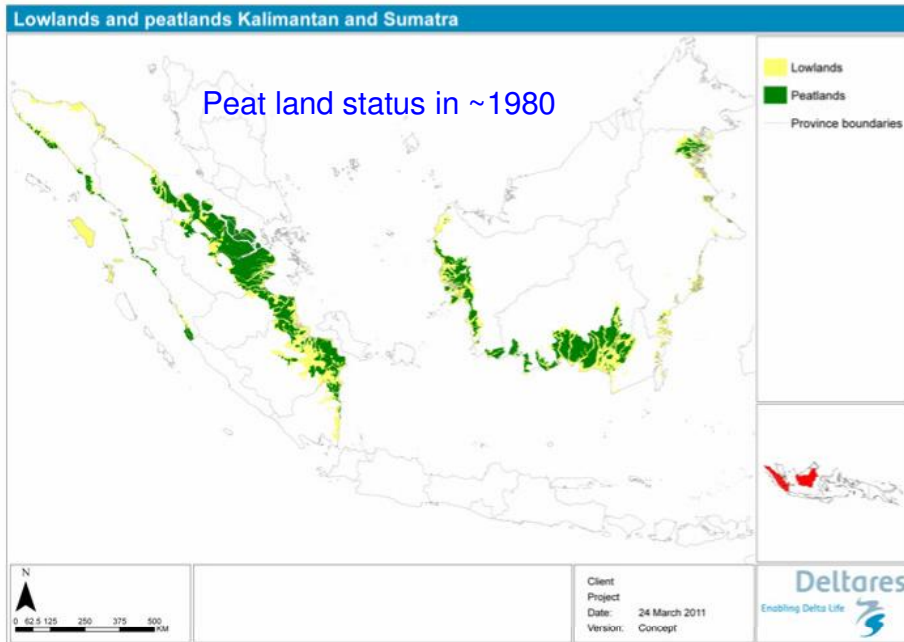 Lowlands and peatlands Kalimantan and Sumatra
Peat land status in ~1980
Lowlands
Peatlands
Province boundaries
N
0 62.5 125 250 375 500
KM
Client
Project
Date: 24 March 2011
Version: Concept
Deltares
Enabling Delta Life